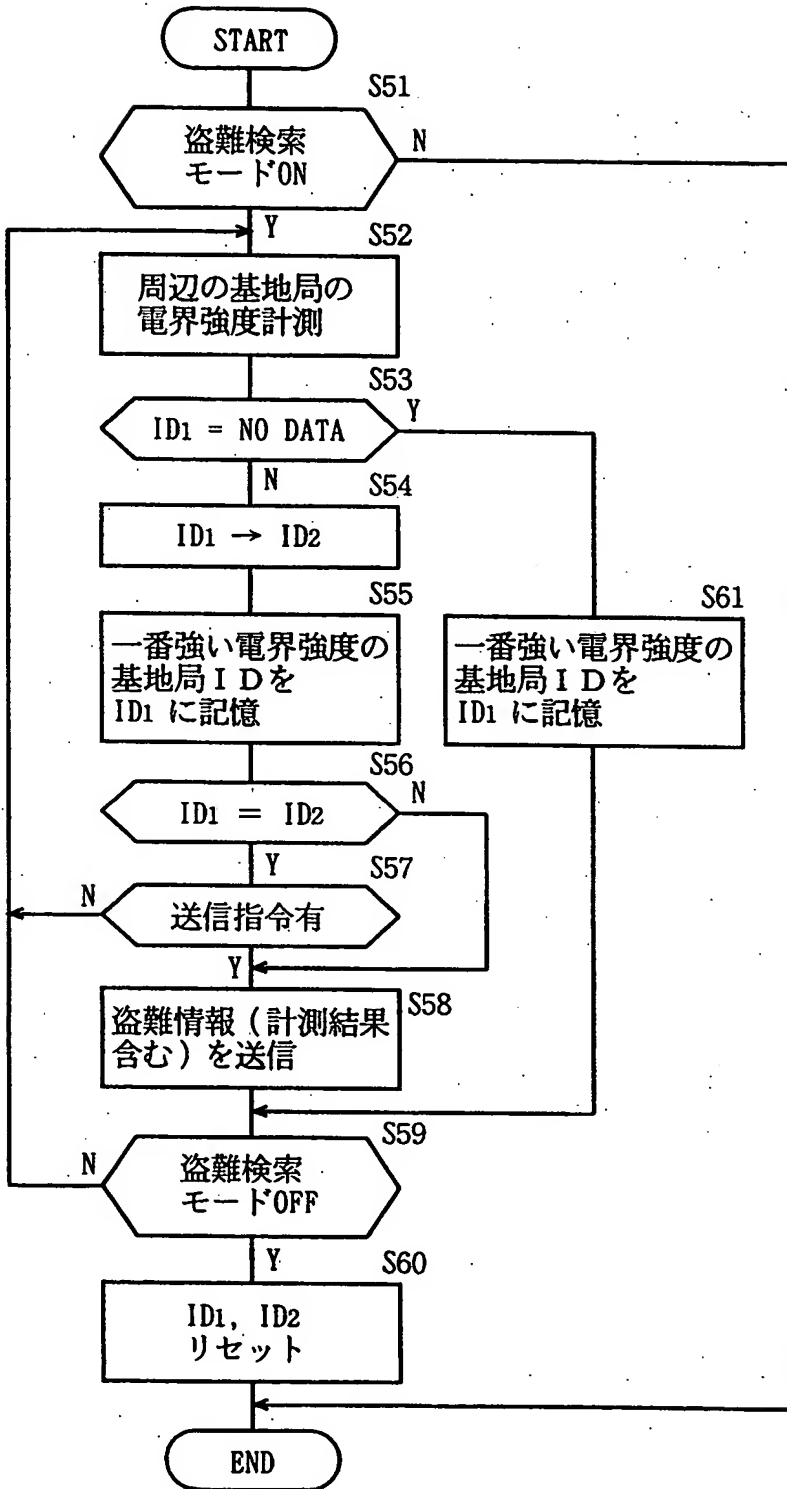 START
S51
盗難検索
モードON
N
Y
S52
周辺の基地局の
電界強度計測
S53
ID1 = NO DATA
Y
N
S54
ID1 → ID2
S55
一番強い電界強度の
基地局ＩＤを
ID1 に記憶
S61
一番強い電界強度の
基地局ＩＤを
ID1 に記憶
S56
ID1 = ID2
N
Y
S57
N
送信指令有
Y
S58
盗難情報（計測結果
含む）を送信
S59
N
盗難検索
モードOFF
Y
S60
ID1, ID2
リセット
END